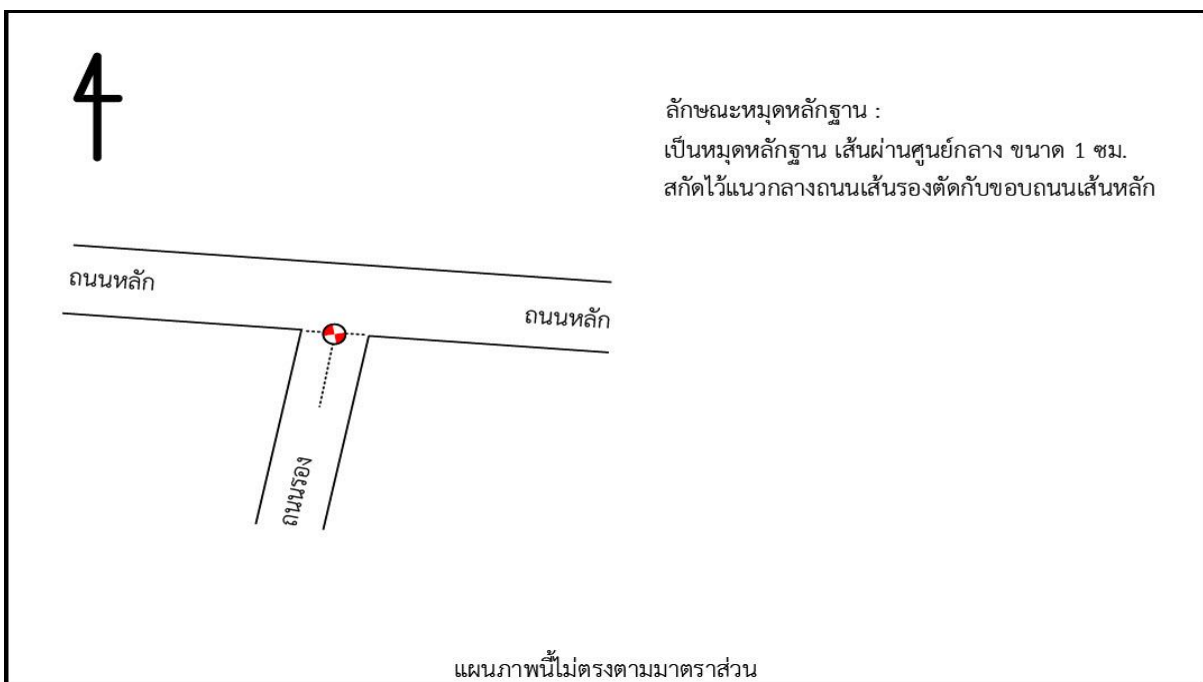 ลักษณะหมุดหลักฐาน :
เป็นหมุดหลักฐาน เส้นผ่านศูนย์กลาง ขนาด 1 ซม.
สกัดไว้แนวกลางถนนเส้นรองตัดกับขอบถนนเส้นหลัก
ถนนหลัก
ถนนหลัก
ถนนรอง
แผนภาพนี้ไม่ตรงตามมาตราส่วน